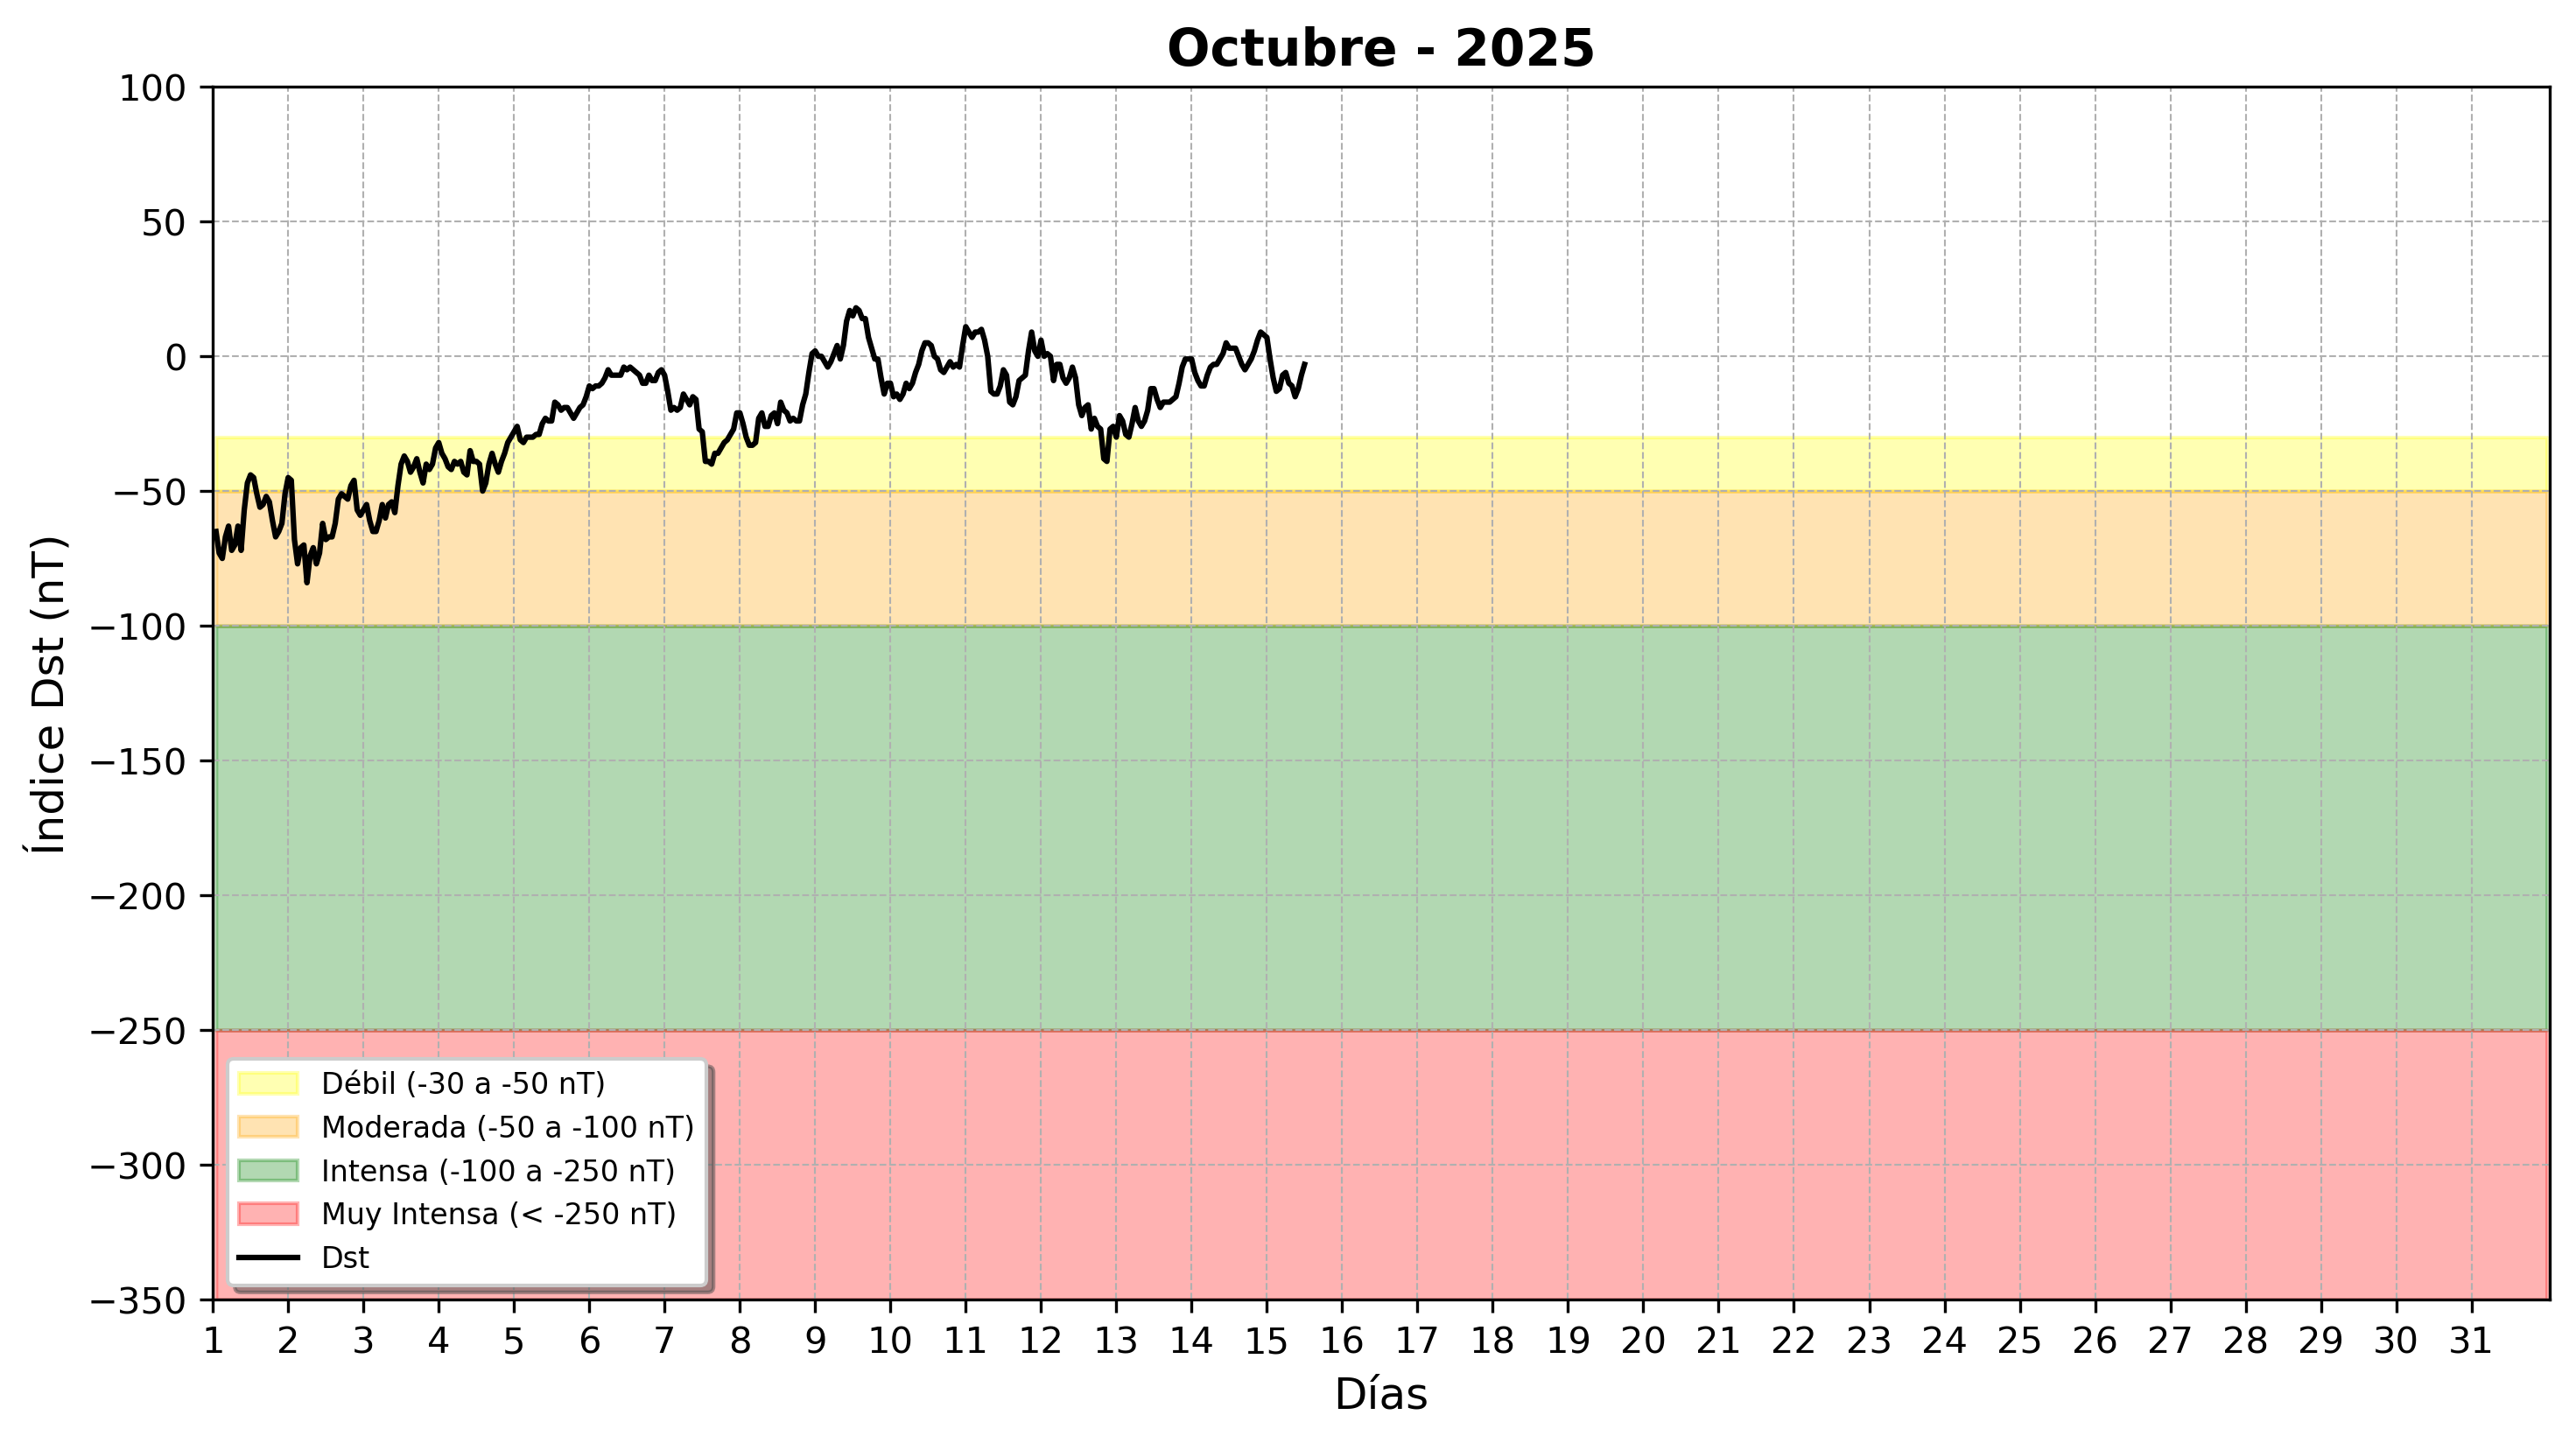 Octubre - 2025
100
50
0
−50
−100
−150
−200
−250
−300
−350
Índice Dst (nT)
Débil (-30 a -50 nT)
Moderada (-50 a -100 nT)
Intensa (-100 a -250 nT)
Muy Intensa (< -250 nT)
Dst
1 2 3 4 5 6 7 8 9 10 11 12 13 14 15 16 17 18 19 20 21 22 23 24 25 26 27 28 29 30 31
Días